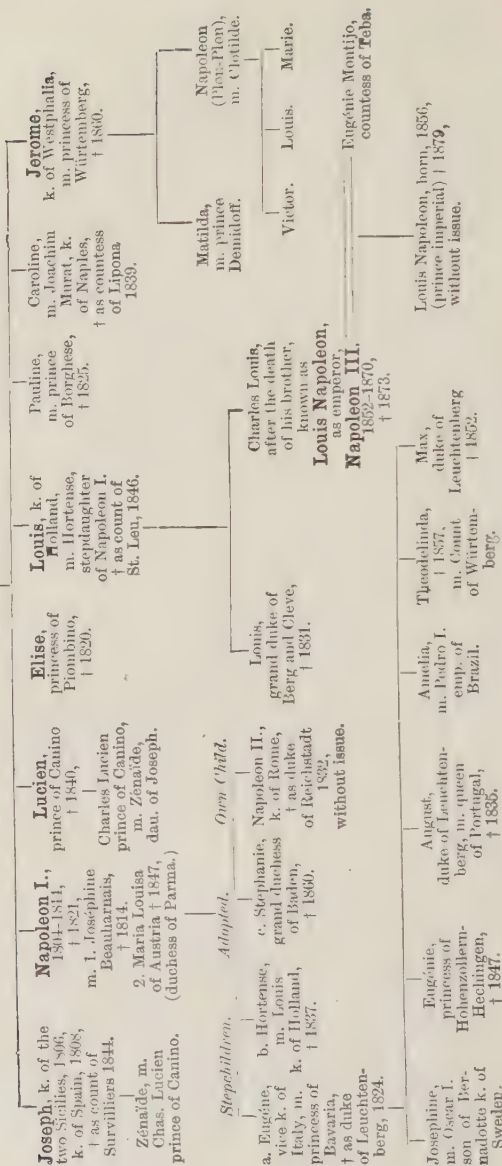 Joseph, k. of the
two Sicilies, 1806,
k. of Spain, 1808,
† as count of
Survilliers 1844.
Zénaïde, m.
Chas. Lucien
prince of Canino.
Napoleon I.,
1804-1814,
† 1821,
m. 1. Joséphine
Beauharnais,
† 1814.
2. Maria Louisa
of Austria † 1847,
(duchess of Parma.)
Lucien,
prince of Canino
† 1840,
Charles Lucien
prince of Canino,
m. Zénaïde,
dau. of Joseph.
Elise,
princess of
Piombino,
† 1820.
Louis, k. of
Holland,
m. Hortense,
stepdaughter
of Napoleon I.
† as count of
St. Leu, 1846.
Pauline,
m. prince
of Borghese,
† 1825.
Caroline,
m. Joachim
Murat, k.
of Naples,
† as countess
of Lipona
1839.
Jerome,
k. of Westphalia,
m. princess of
Würtemberg,
† 1860.
Matilda,
m. prince
Demidoff.
Napoleon
(Plon-Plon),
m. Clotilde.
Victor. Louis. Marie.
Stepchildren. Adopted. Own Child.
a. Eugène,
vice k. of
Italy, m.
princess of
Bavaria,
† as duke
of Leuchten-
berg, 1824.
b. Hortense,
m. Louis
k. of Holland,
† 1837.
c. Stephanie,
grand duchess
of Baden,
† 1860.
Napoleon II.,
k. of Rome,
† as duke
of Reichstadt
1832,
without issue.
Louis,
grand duke of
Berg and Cleve,
† 1831.
Charles Louis,
after the death
of his brother,
known as
Louis Napoleon,
as emperor,
Napoleon III.
1852-1870,
† 1873.
Eugénie Montijo,
countess of Teba.
Louis Napoleon, born, 1856,
(prince imperial) † 1879,
without issue.
Josephine
m. Oscar I.
son of Ber-
nadotte k. of
Sweden.
Eugénie,
princess of
Hohenzollern-
Hechingen,
† 1847.
August,
duke of Leuchten-
berg, m. queen
of Portugal,
† 1835.
Amelia,
m. Pedro I.
emp. of
Brazil.
Theodelinda,
† 1857.
m. Count
of Würtem-
berg.
Max,
duke of
Leuchtenberg
† 1852.